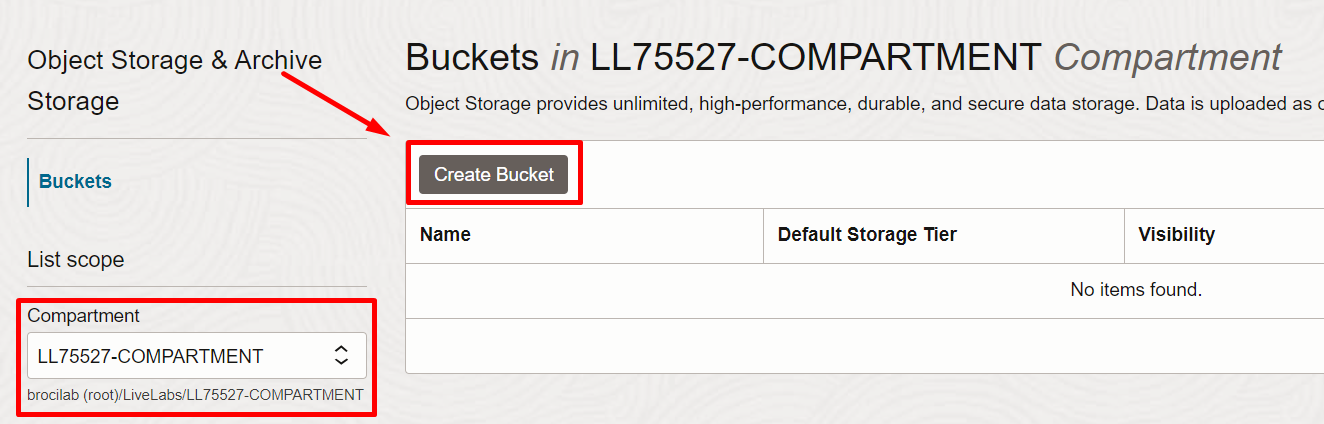 Object Storage & Archive
Storage
Buckets
List scope
Compartment
LL75527-COMPARTMENT
brocilab (root)/LiveLabs/LL75527-COMPARTMENT
Buckets in LL75527-COMPARTMENT Compartment
Object Storage provides unlimited, high-performance, durable, and secure data storage. Data is uploaded as
Create Bucket
Name Default Storage Tier Visibility
No items found.